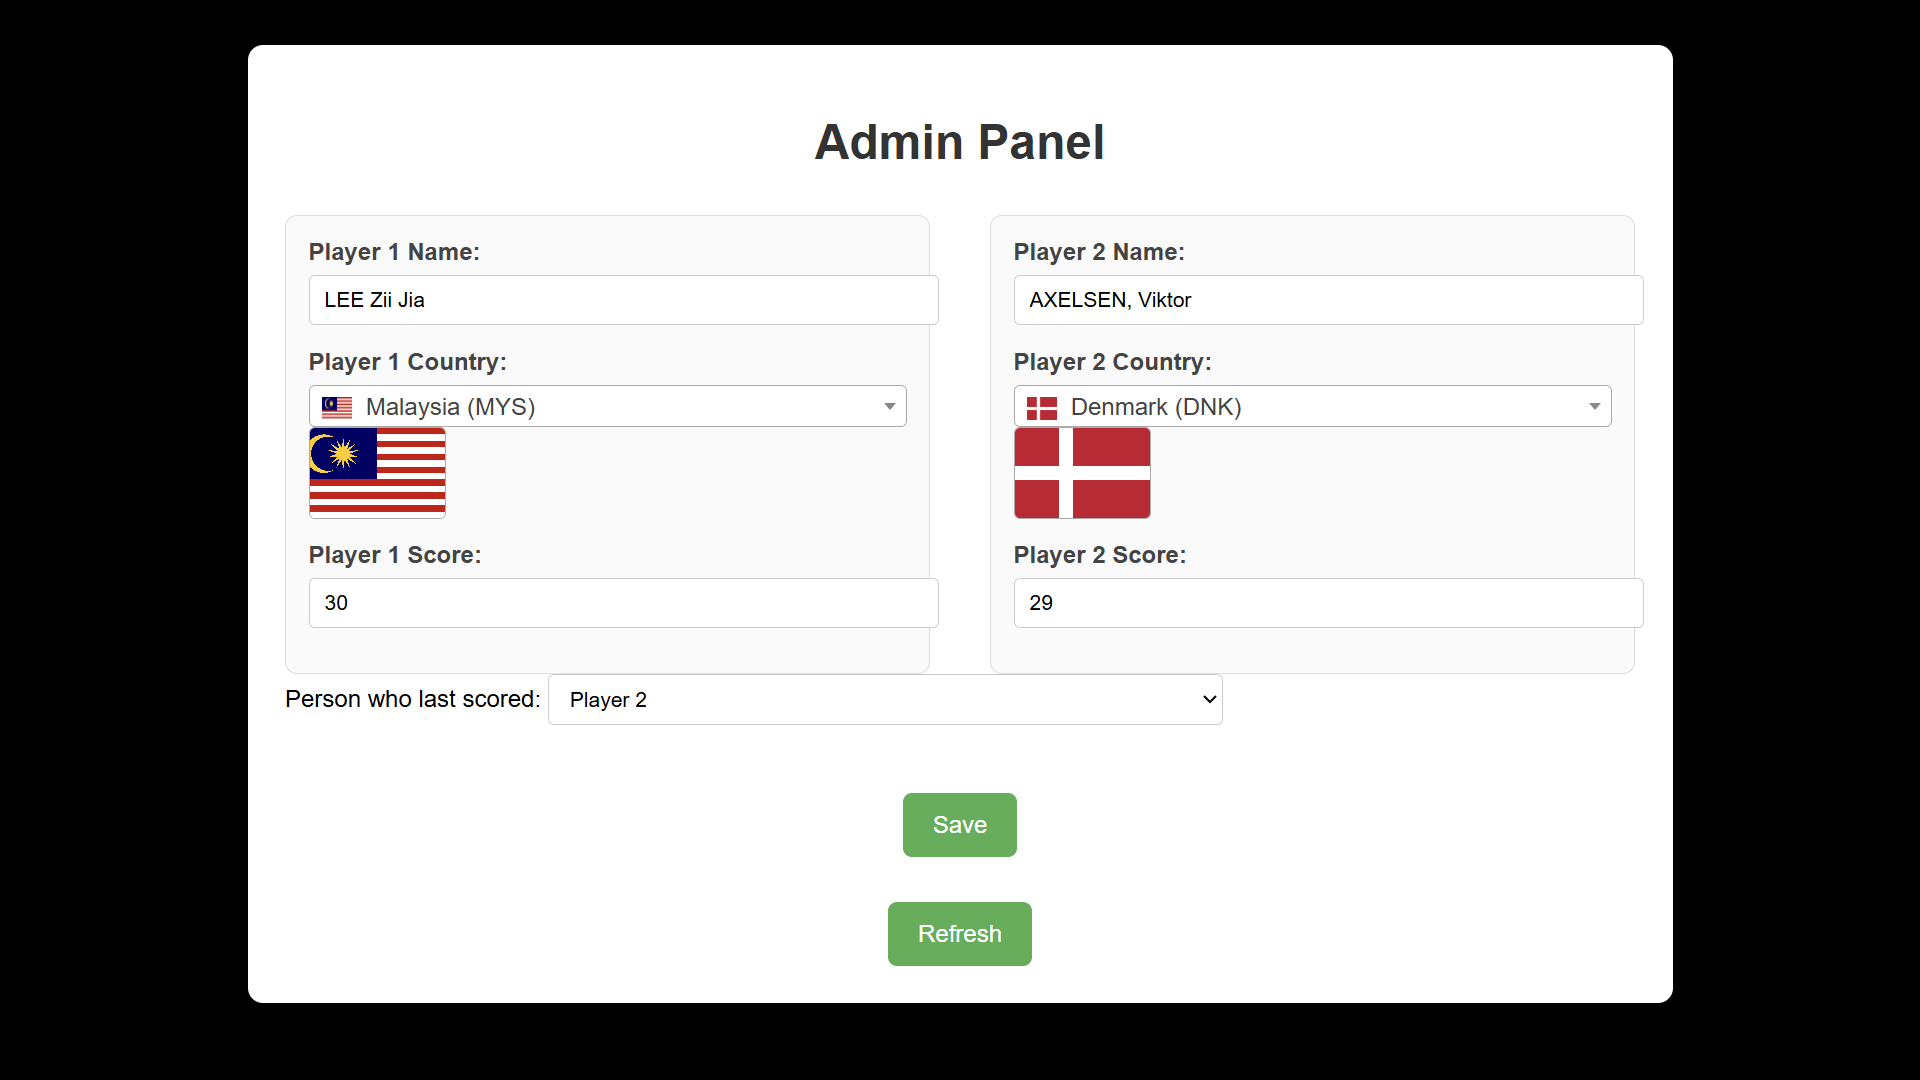 Admin Panel
Player 1 Name:
LEE Zii Jia
Player 1 Country:
Malaysia (MYS)
Player 1 Score:
30
Player 2 Name:
AXELSEN, Viktor
Player 2 Country:
Denmark (DNK)
Player 2 Score:
29
Person who last scored: Player 2
Save
Refresh